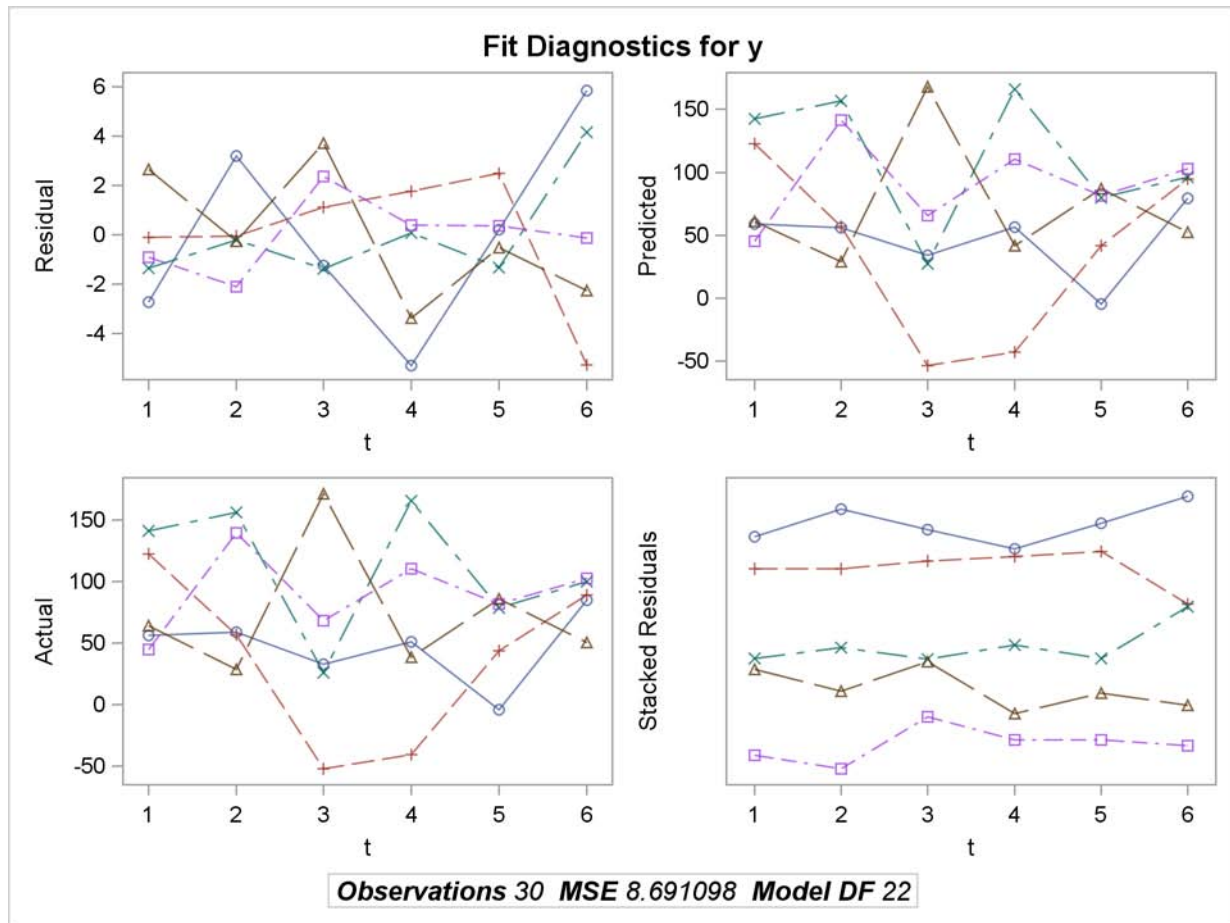 Fit Diagnostics for y
Residual
6
4
2
0
-2
-4
1 2 3 4 5 6
t
Predicted
150
100
50
0
-50
1 2 3 4 5 6
t
Actual
150
100
50
0
-50
1 2 3 4 5 6
t
Stacked Residuals
1 2 3 4 5 6
t
Observations 30 MSE 8.691098 Model DF 22